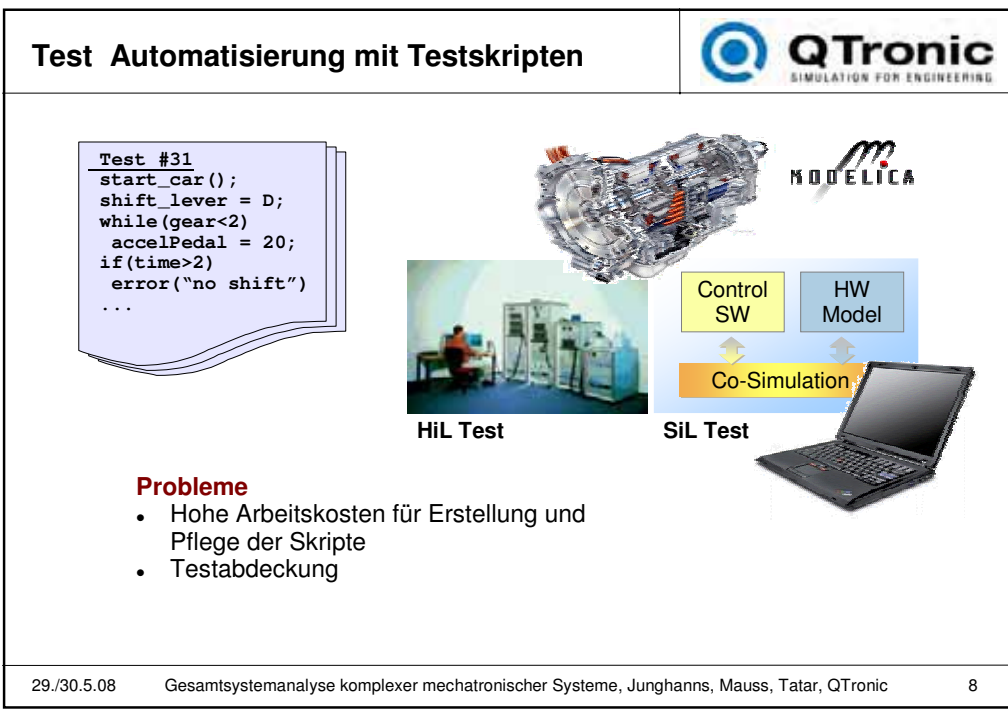 Test Automatisierung mit Testskripten
QTronic
SIMULATION FOR ENGINEERING
Test #31
start_car();
shift_lever = D;
while(gear<2)
accelPedal = 20;
if(time>2)
error(“no shift”)
...
MODELICA
Control
SW
HW
Model
Co-Simulation
HiL Test
SiL Test
Probleme
• Hohe Arbeitskosten für Erstellung und
Pflege der Skripte
• Testabdeckung
29./30.5.08 Gesamtsystemanalyse komplexer mechatronischer Systeme, Junghanns, Mauss, Tatar, QTronic 8